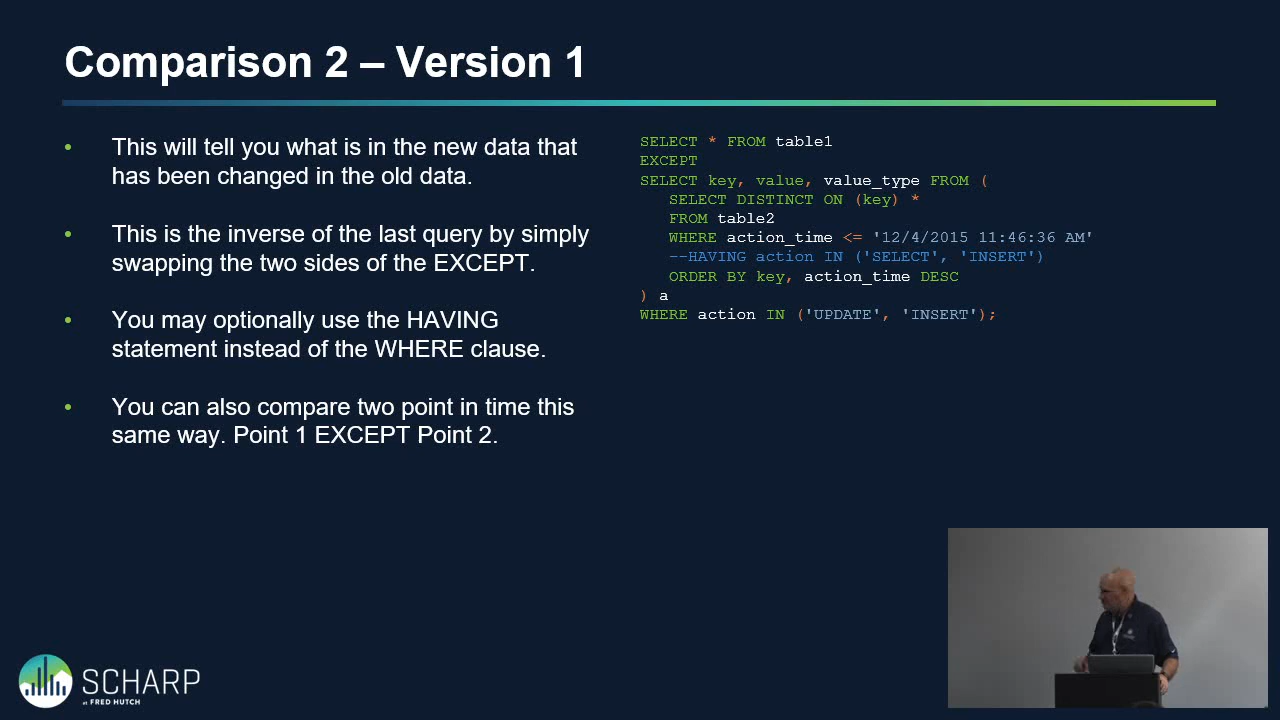 Comparison 2 – Version 1
• This will tell you what is in the new data that
has been changed in the old data.
• This is the inverse of the last query by simply
swapping the two sides of the EXCEPT.
• You may optionally use the HAVING
statement instead of the WHERE clause.
• You can also compare two point in time this
same way. Point 1 EXCEPT Point 2.
SELECT * FROM table1
EXCEPT
SELECT key, value, value_type FROM (
SELECT DISTINCT ON (key) *
FROM table2
WHERE action_time <= '12/4/2015 11:46:36 AM'
--HAVING action IN ('SELECT', 'INSERT')
ORDER BY key, action_time DESC
) a
WHERE action IN ('UPDATE', 'INSERT');
SCHARP
at FRED HUTCH